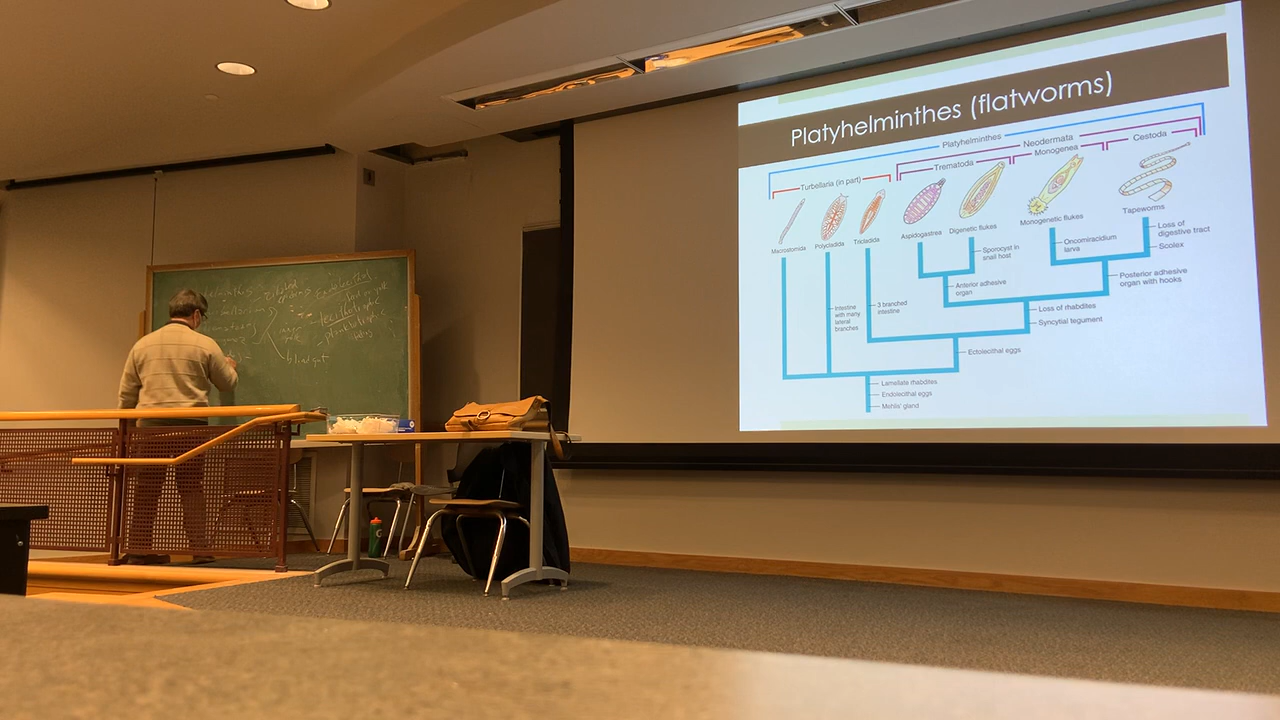 Platyhelminthes (flatworms)
Platyhelminthes
Neodermata
Turbellaria (in part)
Trematoda
Monogenea
Cestoda
Macrostomida
Polycladida
Tricladida
Aspidogastrea
Digenetic flukes
Monogenetic flukes
Tapeworms
Intestine
with many
lateral
branches
3 branched
intestine
Sporocyst in
snail host
Anterior adhesive
organ
Oncomiracidium
larva
Loss of
digestive tract
Scolex
Posterior adhesive
organ with hooks
Loss of rhabdites
Syncytial tegument
Ectolecithal eggs
Lamellate rhabdites
Endolecithal eggs
Mehlis' gland
blind gut